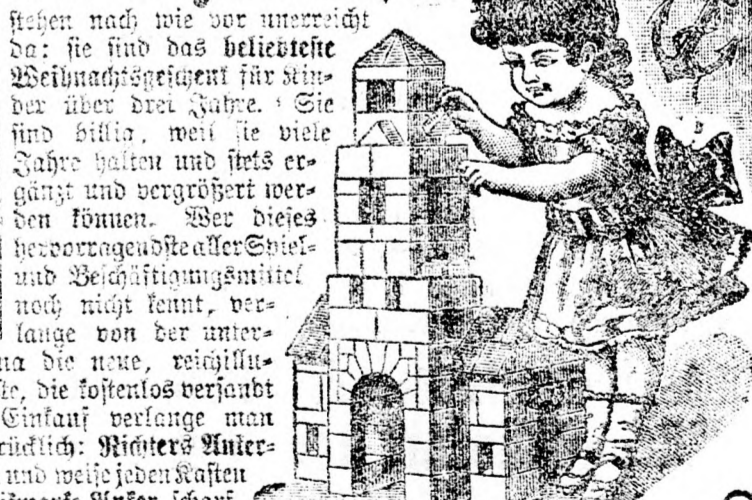 stehen nach wie vor unerreicht
da: sie sind das beliebteste
Weihnachtsgeschenk für Kin-
der über drei Jahre. Sie
sind billig, weil sie viele
Jahre halten und stets er-
gänzt und vergrößert wer-
den können. Wer dieses
hervorragendste aller Spiel-
und Beschäftigungsmittel
noch nicht kennt, ver-
lange von der unter-
na die neue, reichillu-
ste, die kostenlos versandt
Einkauf verlange man
rücklich: Richters Anker-
und weise jeden Kasten
Anker scharf